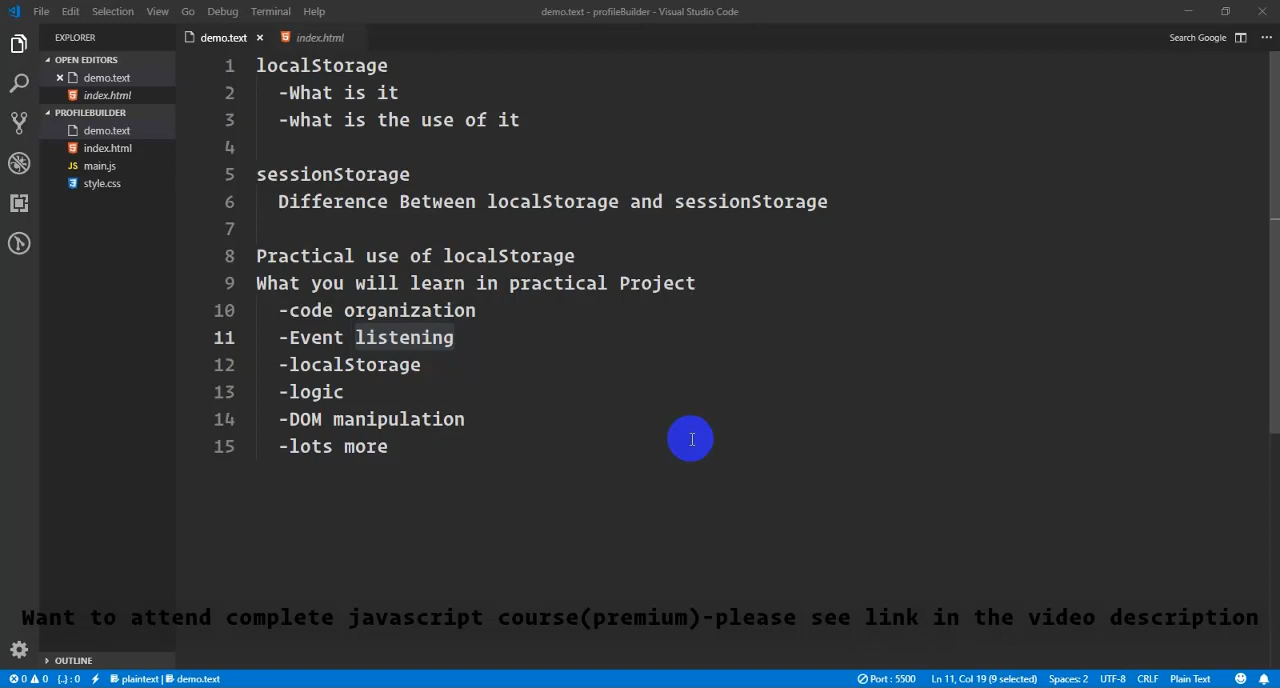 File Edit Selection View Go Debug Terminal Help demo.text - profileBuilder - Visual Studio Code
EXPLORER
OPEN EDITORS
demo.text
index.html
PROFILEBUILDER
demo.text
index.html
JS main.js
style.css
OUTLINE
demo.text index.html Search Google
1 localStorage
2 -What is it
3 -what is the use of it
4
5 sessionStorage
6 Difference Between localStorage and sessionStorage
7
8 Practical use of localStorage
9 What you will learn in practical Project
10 -code organization
11 -Event listening
12 -localStorage
13 -logic
14 -DOM manipulation
15 -lots more
Want to attend complete javascript course(premium)-please see link in the video description
0 0 {..} : 0 plaintext | demo.text Port : 5500 Ln 11, Col 19 (9 selected) Spaces: 2 UTF-8 CRLF Plain Text